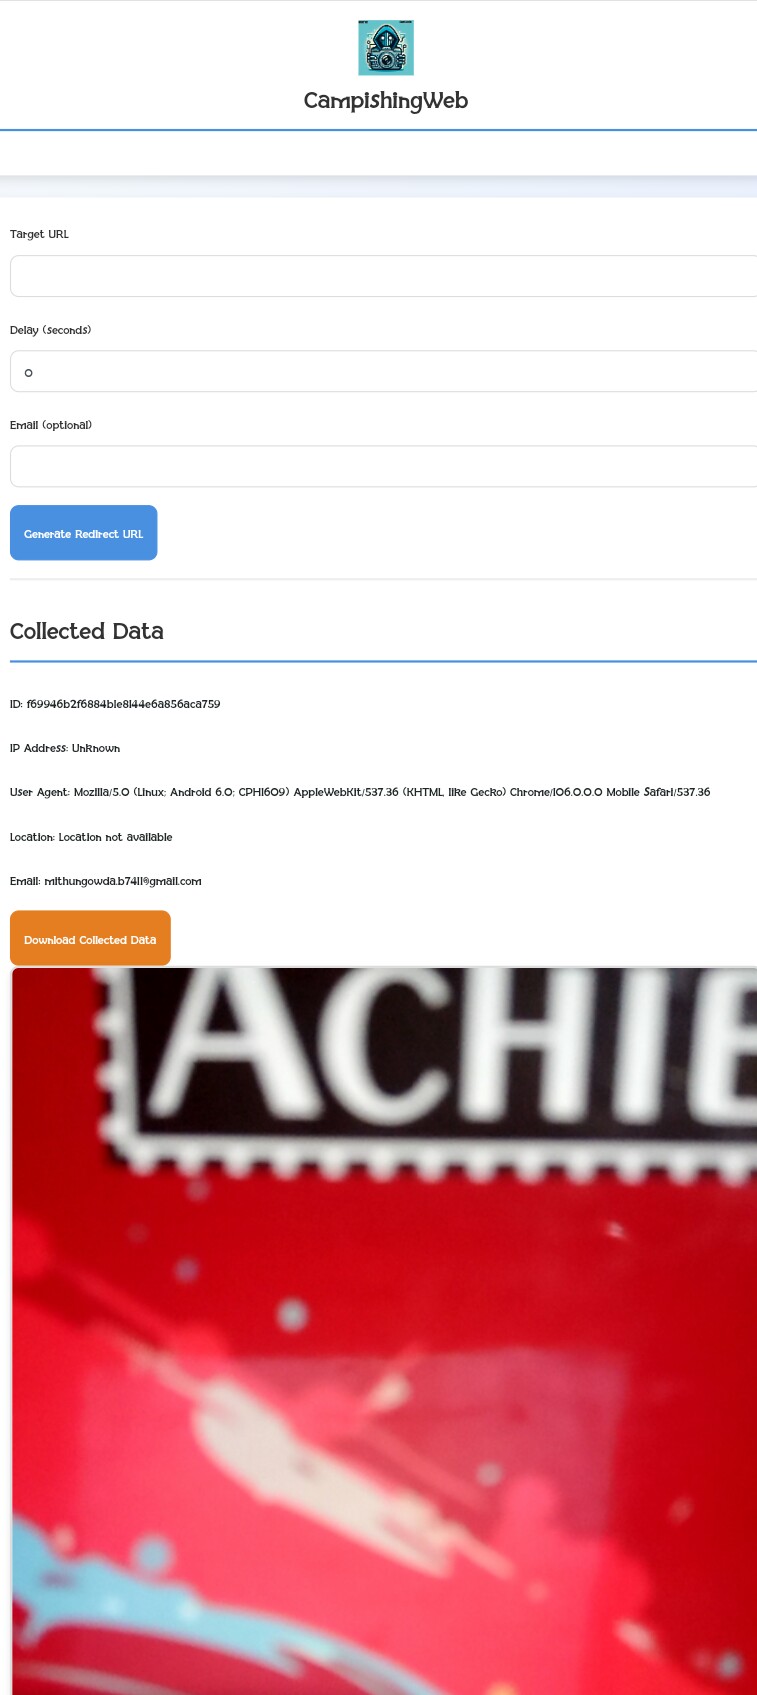 CampishingWeb
Target URL
Delay (seconds)
0
Email (optional)
Generate Redirect URL
Collected Data
ID: f69946b2f6884b1e8144e6a856aca759
IP Address: Unknown
User Agent: Mozilla/5.0 (Linux; Android 6.0; CPH1609) AppleWebKit/537.36 (KHTML, like Gecko) Chrome/106.0.0.0 Mobile Safari/537.36
Location: Location not available
Email: mithungowda.b7411@gmail.com
Download Collected Data
ACHIE